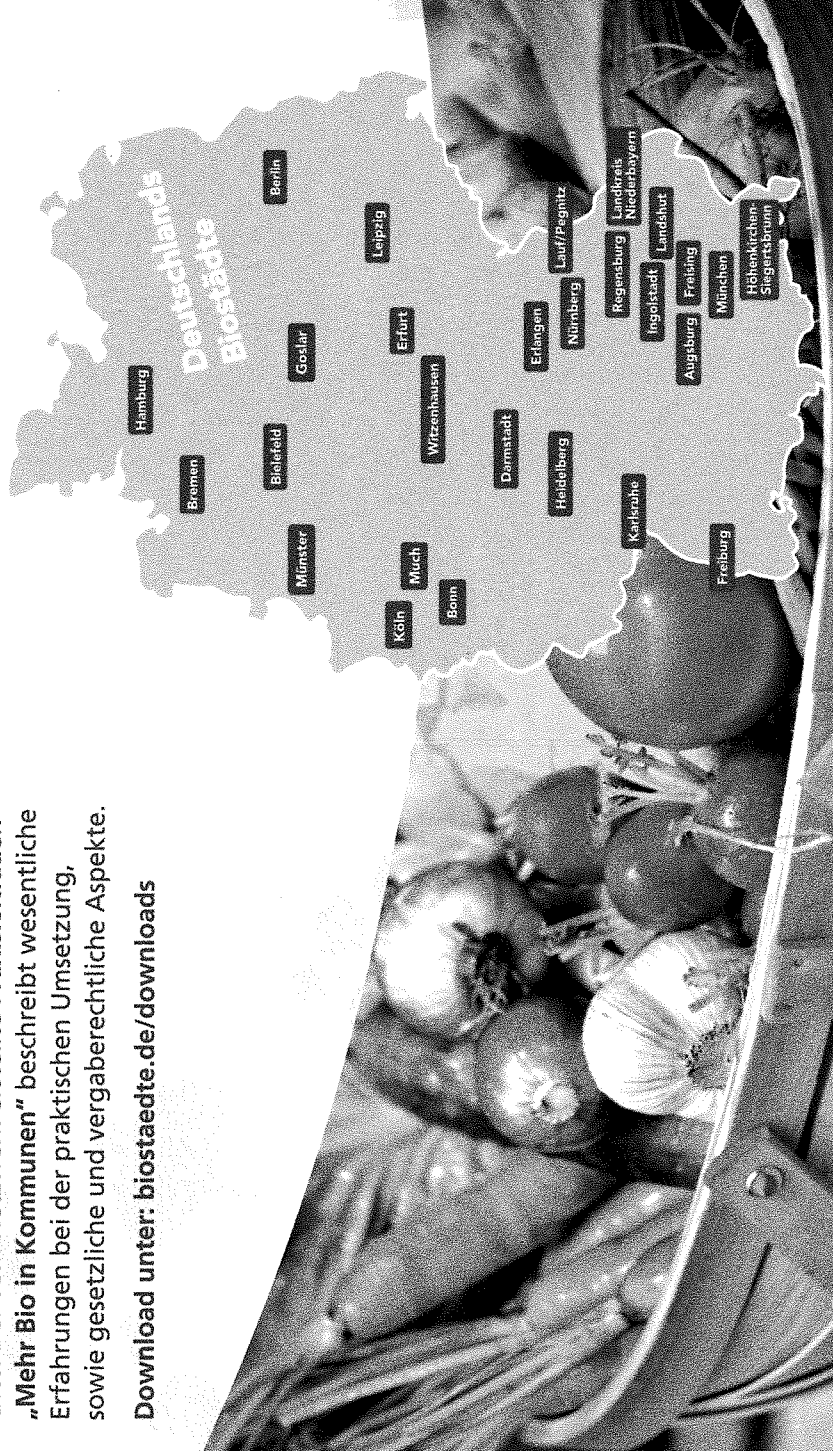 „Mehr Bio in Kommunen“ beschreibt wesentliche
Erfahrungen bei der praktischen Umsetzung,
sowie gesetzliche und vergaberechtliche Aspekte.
Download unter: biostaedte.de/downloads
Deutschlands
Biostädte
Hamburg
Bremen
Berlin
Bielefeld
Münster
Goslar
Leipzig
Köln
Much
Erfurt
Witzenhausen
Bonn
Darmstadt
Erlangen
Heidelberg
Nürnberg
Lauf/Pegnitz
Karlsruhe
Regensburg
Landkreis
Niederbayern
Ingolstadt
Landshut
Augsburg
Freising
Freiburg
München
Höhenkirchen-
Siegertsbrunn